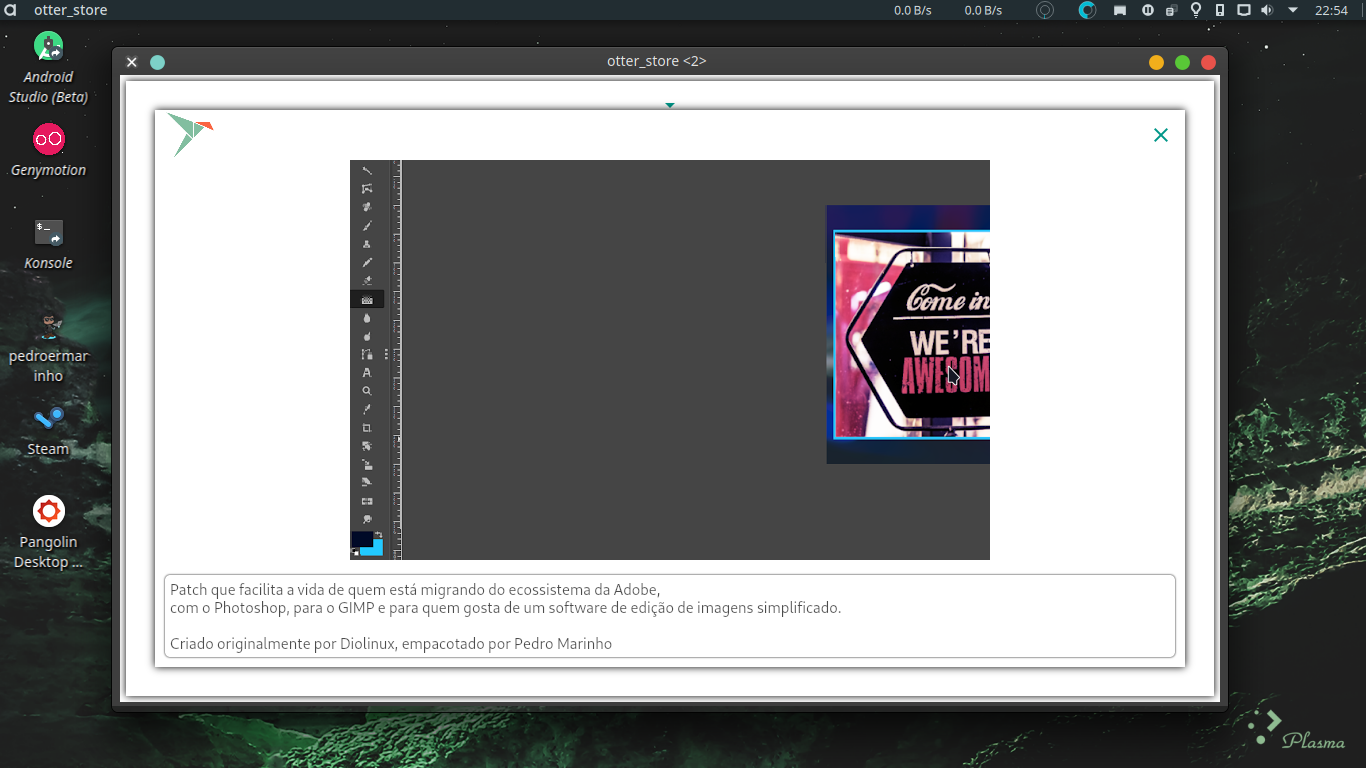 otter_store
0.0 B/s
0.0 B/s
22:54
Android
Studio (Beta)
Genymotion
Konsole
pedroermar
inho
Steam
Pangolin
Desktop ...
otter_store <2>
Come in
WE'RE
AWESOM
Patch que facilita a vida de quem está migrando do ecossistema da Adobe,
com o Photoshop, para o GIMP e para quem gosta de um software de edição de imagens simplificado.
Criado originalmente por Diolinux, empacotado por Pedro Marinho
Plasma